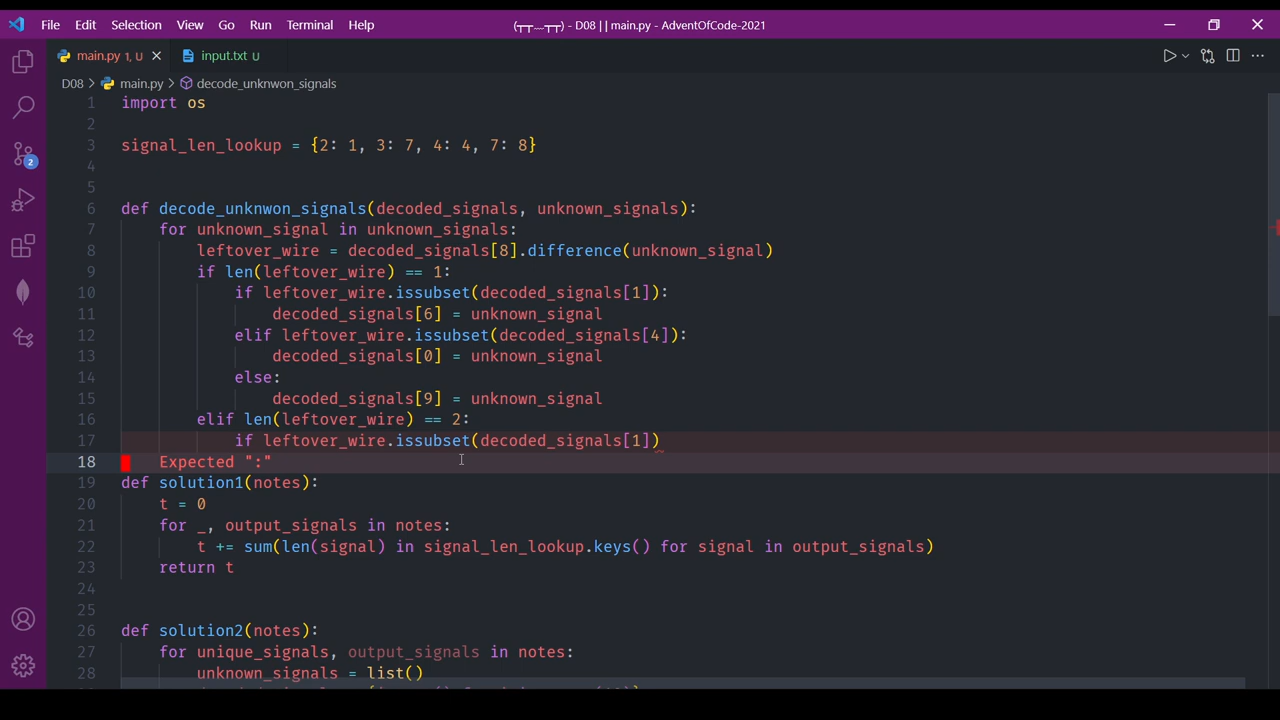 File Edit Selection View Go Run Terminal Help
- D08 | | main.py - AdventOfCode-2021
main.py 1, U
input.txt U
D08 > main.py > decode_unknwon_signals
1 import os
2
3 signal_len_lookup = {2: 1, 3: 7, 4: 4, 7: 8}
4
5
6 def decode_unknwon_signals(decoded_signals, unknown_signals):
7 for unknown_signal in unknown_signals:
8 leftover_wire = decoded_signals[8].difference(unknown_signal)
9 if len(leftover_wire) == 1:
10 if leftover_wire.issubset(decoded_signals[1]):
11 decoded_signals[6] = unknown_signal
12 elif leftover_wire.issubset(decoded_signals[4]):
13 decoded_signals[0] = unknown_signal
14 else:
15 decoded_signals[9] = unknown_signal
16 elif len(leftover_wire) == 2:
17 if leftover_wire.issubset(decoded_signals[1])
18 Expected ":"
19 def solution1(notes):
20 t = 0
21 for _, output_signals in notes:
22 t += sum(len(signal) in signal_len_lookup.keys() for signal in output_signals)
23 return t
24
25
26 def solution2(notes):
27 for unique_signals, output_signals in notes:
28 unknown_signals = list()
2